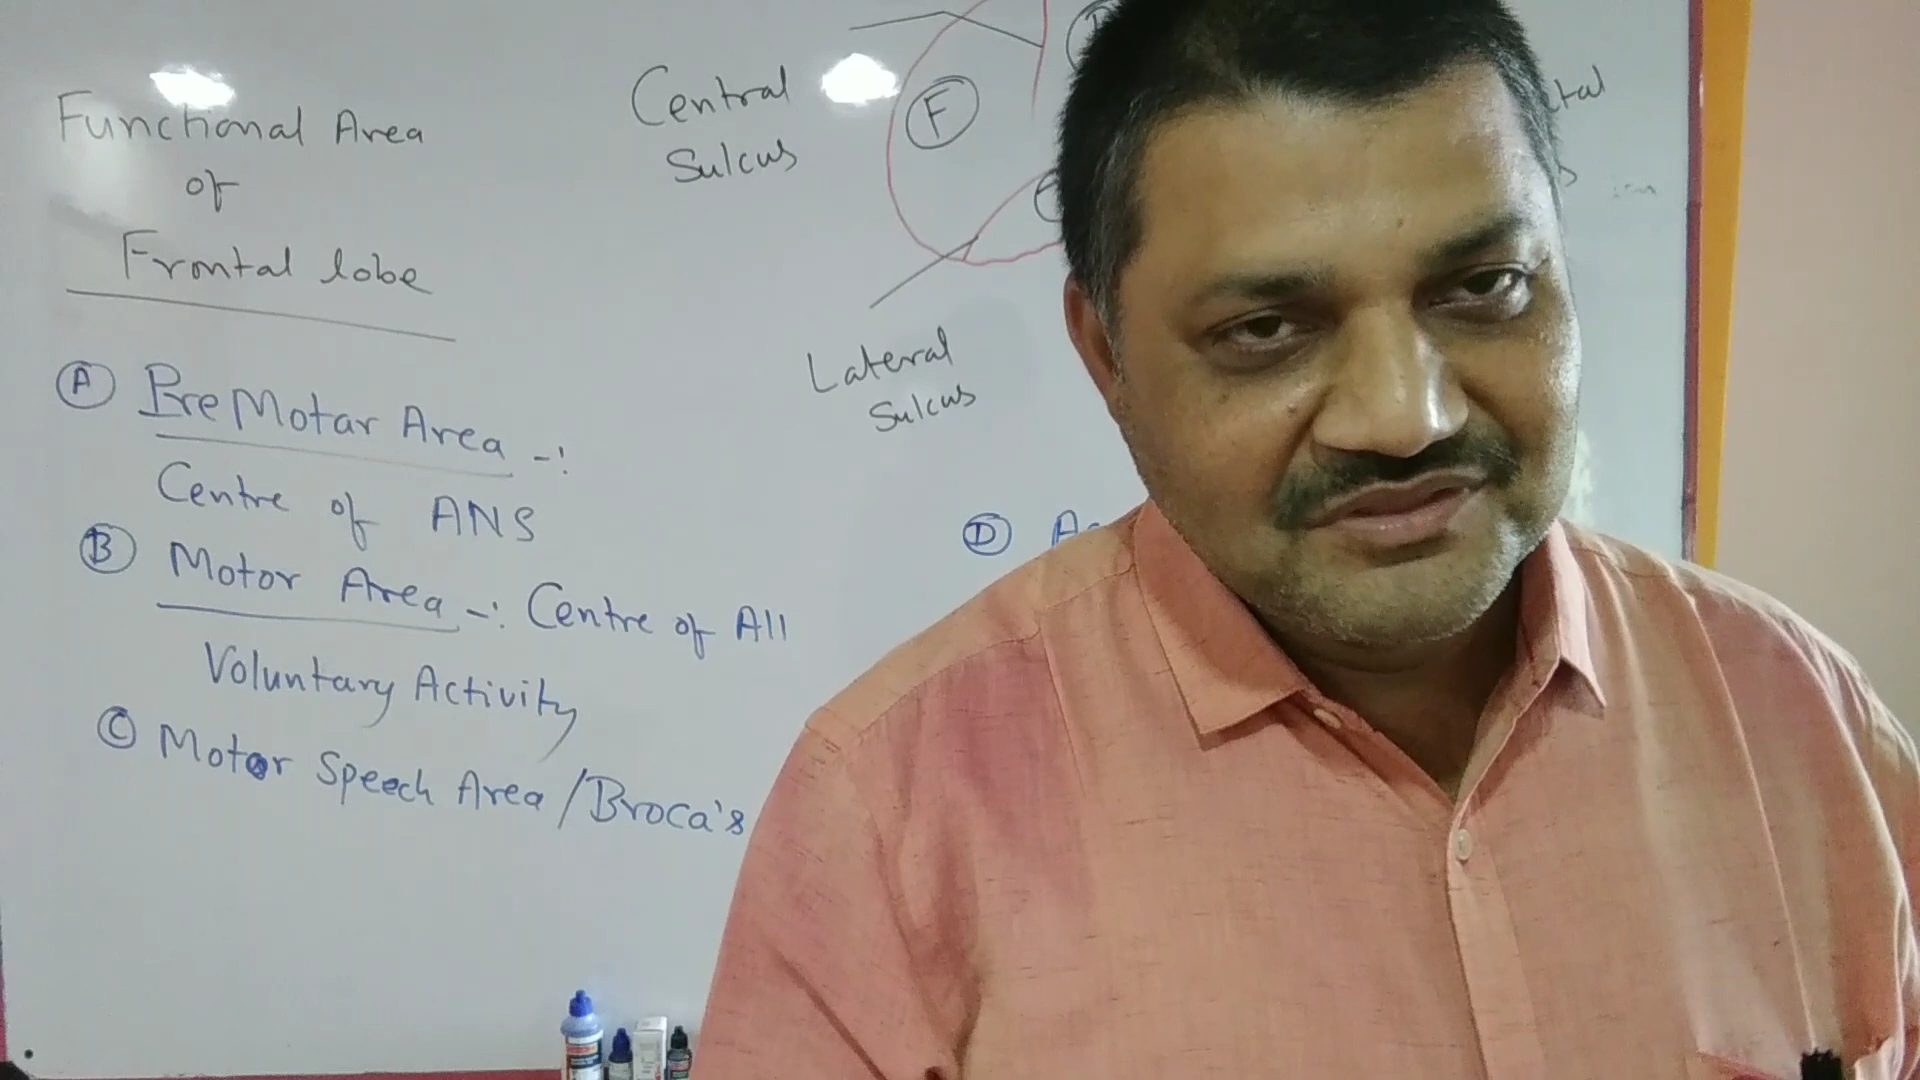 Functional Area
of
Frontal lobe
A PreMotar Area -:
Centre of ANS
B Motor Area -: Centre of All
Voluntary Activity
C Motor Speech Area / Broca's
Central
Sulcus
F
Lateral
Sulcus
D